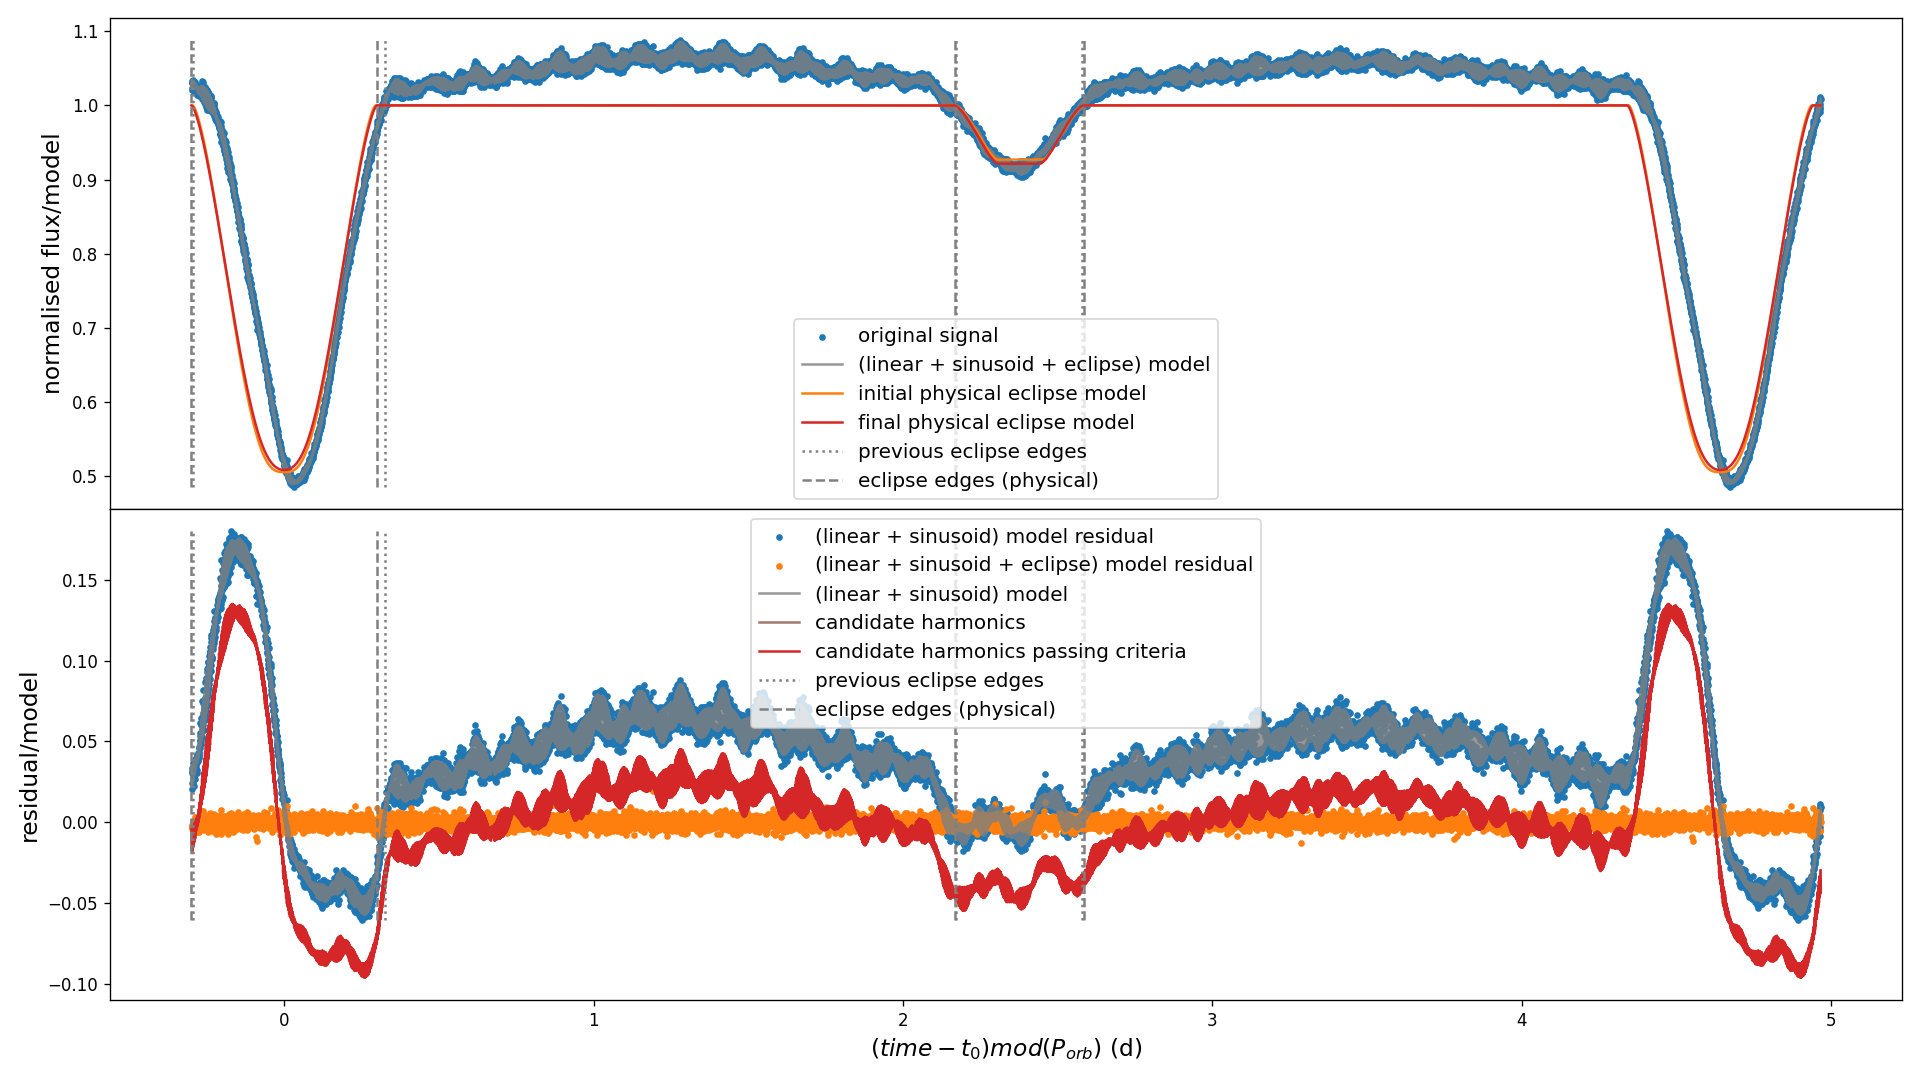 normalised flux/model
1.1
1.0
0.9
0.8
0.7
0.6
0.5
original signal
(linear + sinusoid + eclipse) model
initial physical eclipse model
final physical eclipse model
previous eclipse edges
eclipse edges (physical)
residual/model
0.15
0.10
0.05
0.00
−0.05
−0.10
(linear + sinusoid) model residual
(linear + sinusoid + eclipse) model residual
(linear + sinusoid) model
candidate harmonics
candidate harmonics passing criteria
previous eclipse edges
eclipse edges (physical)
0 1 2 3 4 5
(time − t₀)mod(Pₒᵣb) (d)